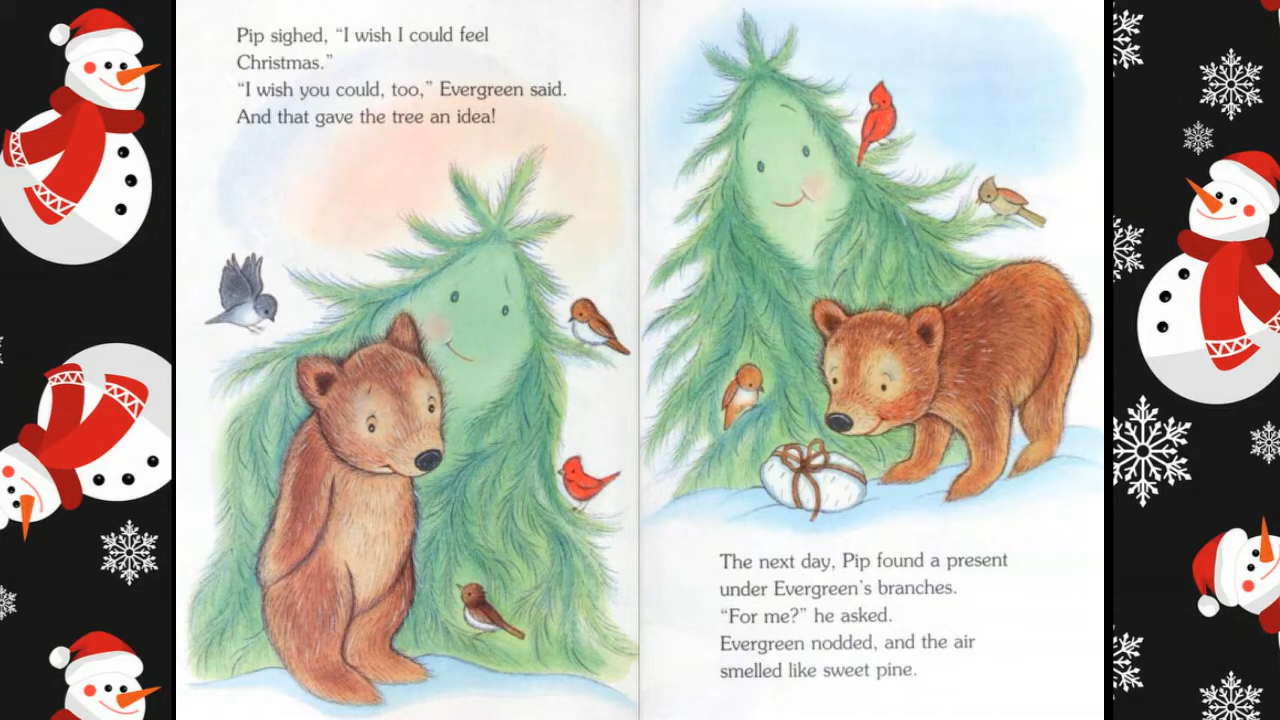 Pip sighed, “I wish I could feel
Christmas.”
“I wish you could, too,” Evergreen said.
And that gave the tree an idea!
The next day, Pip found a present
under Evergreen’s branches.
“For me?” he asked.
Evergreen nodded, and the air
smelled like sweet pine.